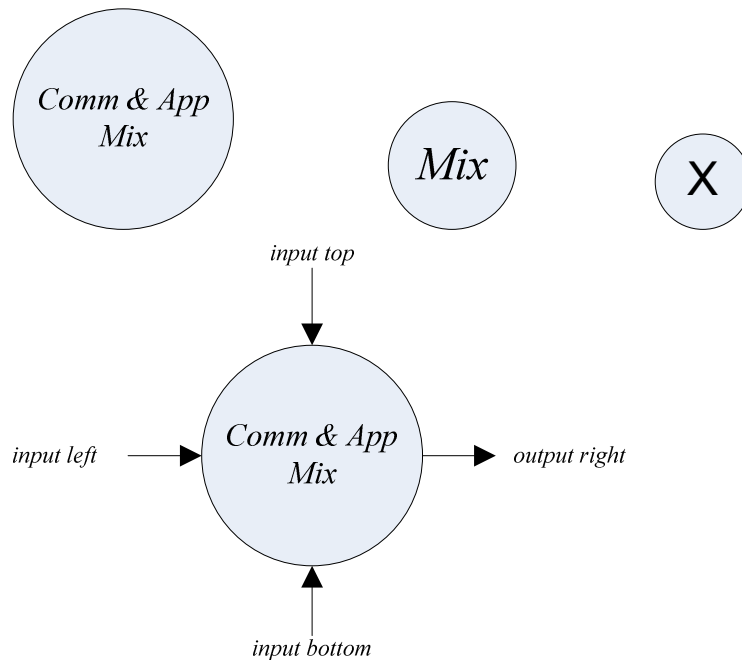 Comm & App
Mix
Mix
X
input top
input left
Comm & App
Mix
output right
input bottom